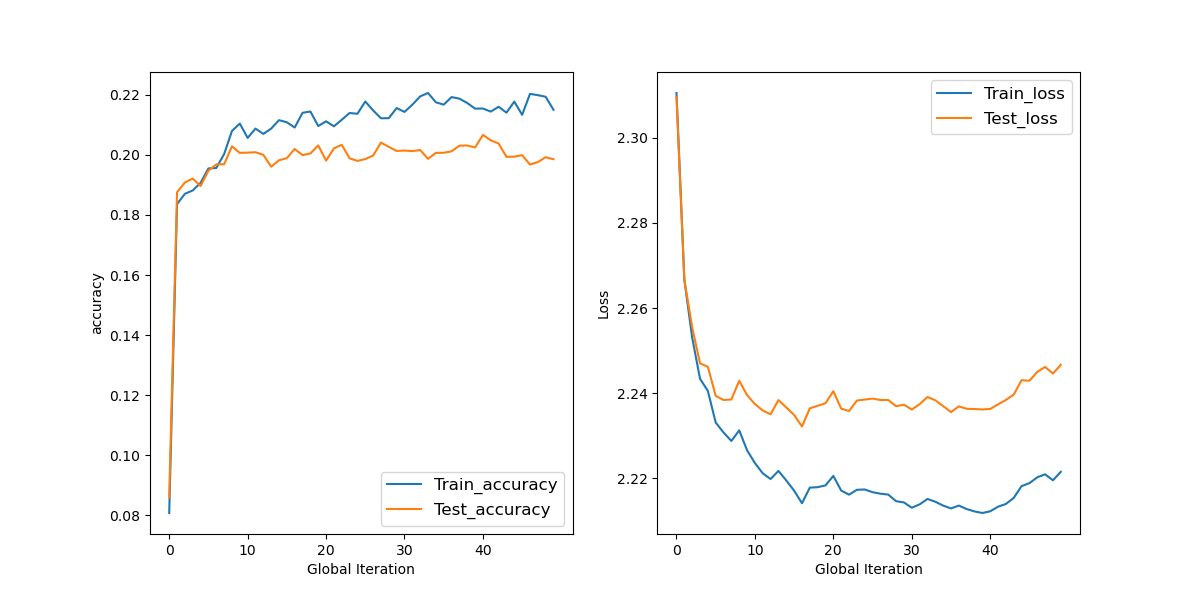 accuracy
0.22
0.20
0.18
0.16
0.14
0.12
0.10
0.08
0 10 20 30 40
Global Iteration
Train_accuracy
Test_accuracy
Loss
2.30
2.28
2.26
2.24
2.22
0 10 20 30 40
Global Iteration
Train_loss
Test_loss